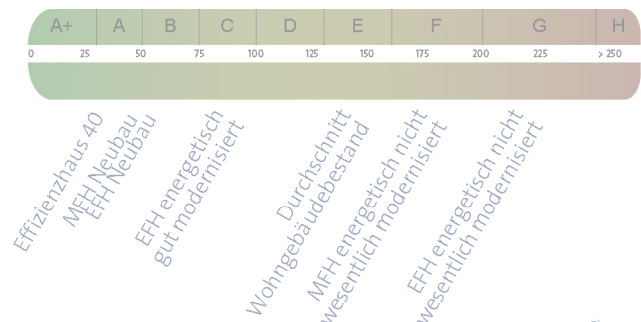 A+ A B C D E F G H
0 25 50 75 100 125 150 175 200 225 > 250
Effizienzhaus 40
MFH Neubau
EFH Neubau
EFH energetisch
gut modernisiert
Durchschnitt
Wohngebäudebestand
MFH energetisch nicht
wesentlich modernisiert
EFH energetisch nicht
wesentlich modernisiert